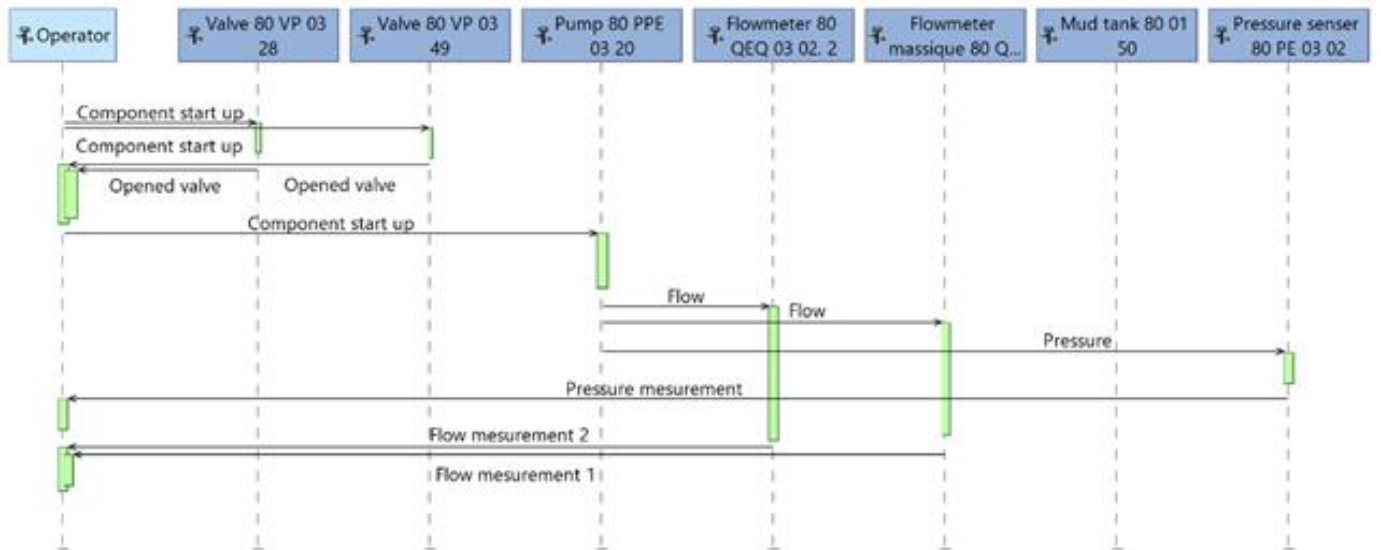 Operator
Valve 80 VP 03
28
Valve 80 VP 03
49
Pump 80 PPE
03 20
Flowmeter 80
QEQ 03 02. 2
Flowmeter
massique 80 Q...
Mud tank 80 01
50
Pressure senser
80 PE 03 02
Component start up
Component start up
Opened valve
Opened valve
Component start up
Flow
Flow
Pressure
Pressure mesurement
Flow mesurement 2
Flow mesurement 1